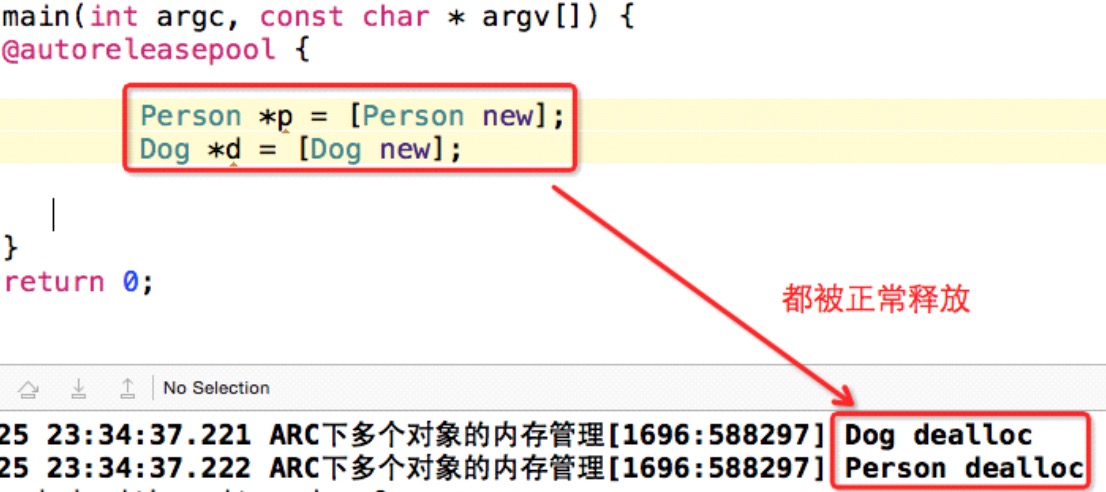 main(int argc, const char * argv[]) {
@autoreleasepool {
Person *p = [Person new];
Dog *d = [Dog new];
}
return 0;
都被正常释放
No Selection
25 23:34:37.221 ARC下多个对象的内存管理[1696:588297] Dog dealloc
25 23:34:37.222 ARC下多个对象的内存管理[1696:588297] Person dealloc